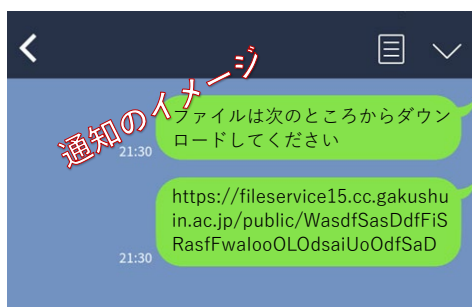 通知のイメージ
ファイルは次のところからダウン
ロードしてください
21:30
https://fileservice15.cc.gakushu
in.ac.jp/public/WasdfSasDdfFiS
RasfFwalooOLOdsaiUoOdfSaD
21:30